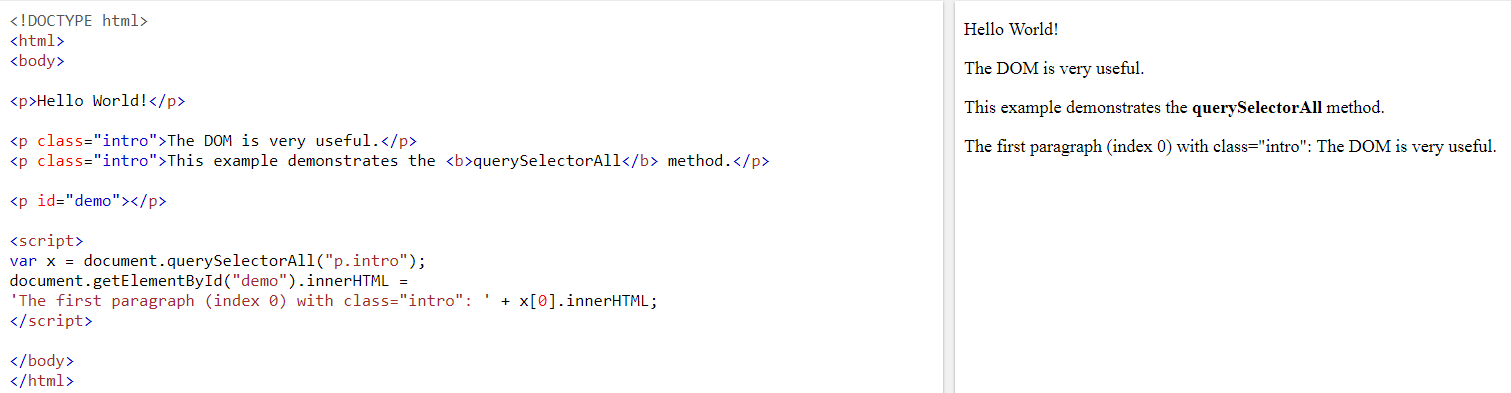 <!DOCTYPE html>
<html>
<body>
<p>Hello World!</p>
<p class="intro">The DOM is very useful.</p>
<p class="intro">This example demonstrates the <b>querySelectorAll</b> method.</p>
<p id="demo"></p>
<script>
var x = document.querySelectorAll("p.intro");
document.getElementById("demo").innerHTML =
'The first paragraph (index 0) with class="intro": ' + x[0].innerHTML;
</script>
</body>
</html>
Hello World!
The DOM is very useful.
This example demonstrates the querySelectorAll method.
The first paragraph (index 0) with class="intro": The DOM is very useful.